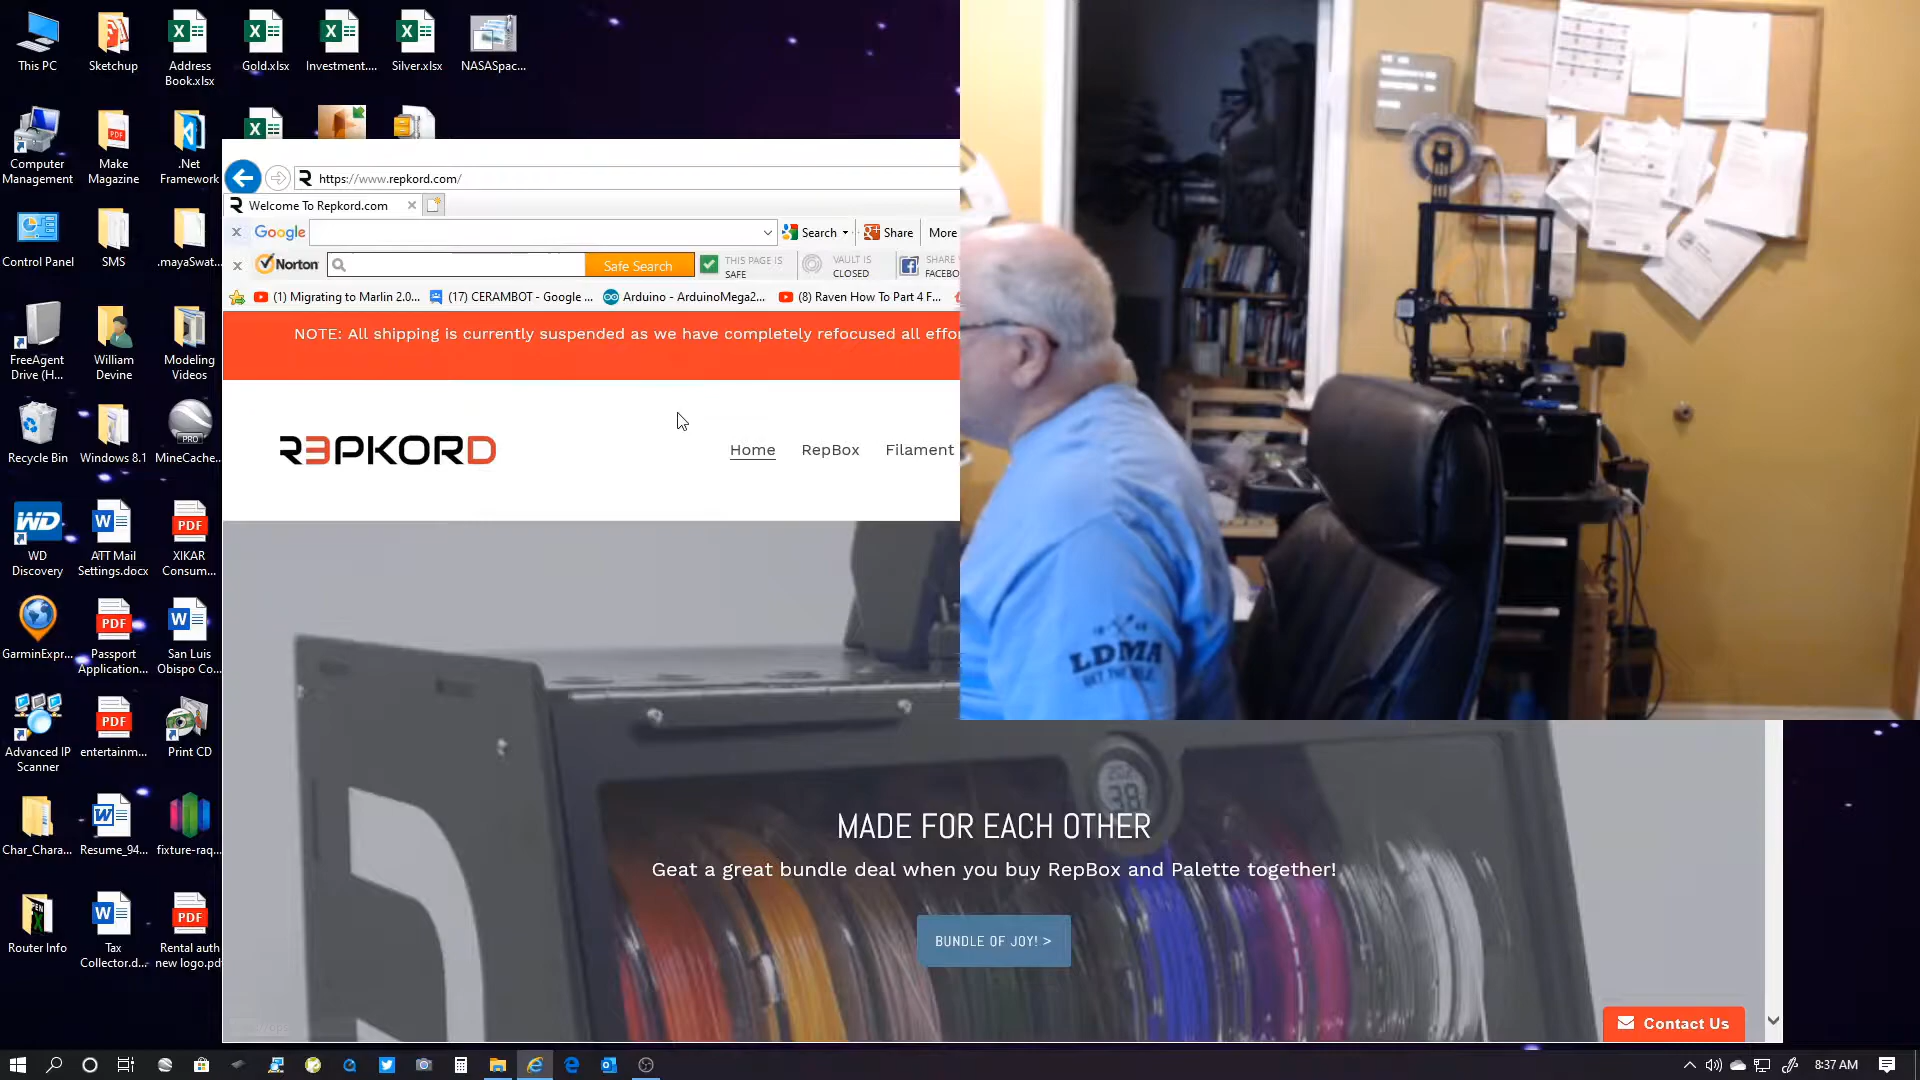 This PC
Sketchup
Address
Book.xlsx
Gold.xlsx
Investment....
Silver.xlsx
NASASpac...
Computer
Management
Make
Magazine
.Net
Framework
https://www.repkord.com/
Welcome To Repkord.com
Google
Search
Share
More
Norton
Safe Search
THIS PAGE IS
SAFE
VAULT IS
CLOSED
SHARE
FACEBO
Control Panel
SMS
.mayaSwat...
(1) Migrating to Marlin 2.0...
(17) CERAMBOT - Google ...
Arduino - ArduinoMega2...
(8) Raven How To Part 4 F...
NOTE: All shipping is currently suspended as we have completely refocused all effo
FreeAgent
Drive (H...
William
Devine
Modeling
Videos
R3PKORD
Home
RepBox
Filament
Recycle Bin
Windows 8.1
PRO
MineCache...
WD
WD
Discovery
ATT Mail
Settings.docx
PDF
XIKAR
Consum...
GarminExpr...
PDF
Passport
Application...
San Luis
Obispo Co...
LDMA
Advanced IP
Scanner
PDF
entertainm...
Print CD
38
MADE FOR EACH OTHER
Geat a great bundle deal when you buy RepBox and Palette together!
BUNDLE OF JOY! >
Char_Chara...
Resume_94...
fixture-raq...
Router Info
Tax
Collector.d...
PDF
Rental auth
new logo.pd
Contact Us
8:37 AM